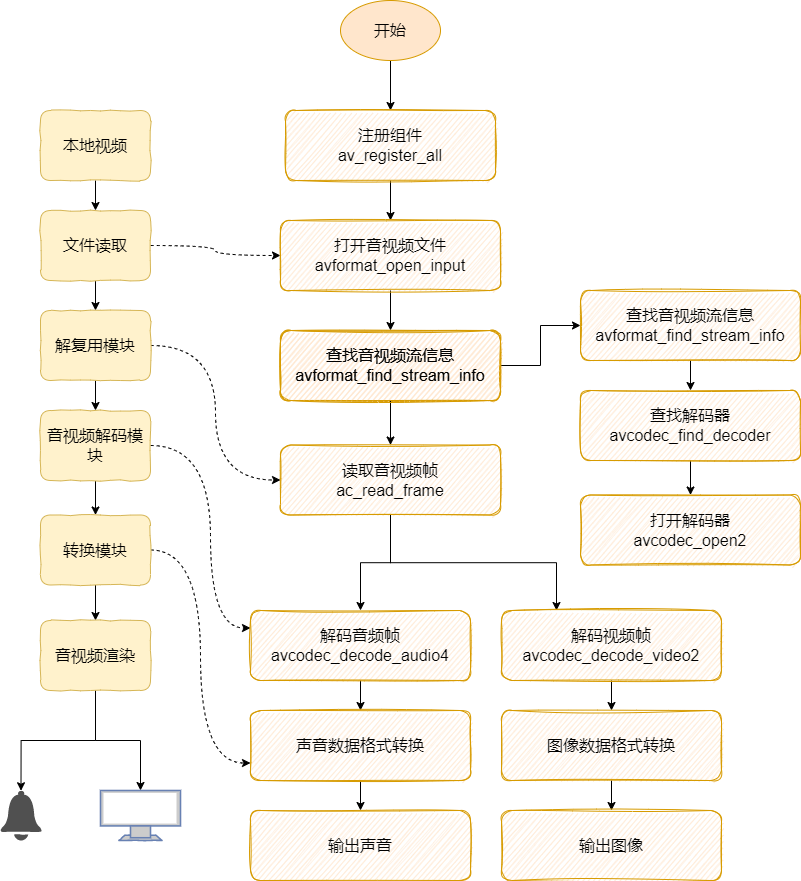 开始
本地视频
文件读取
解复用模块
音视频解码模
块
转换模块
音视频渲染
注册组件
av_register_all
打开音视频文件
avformat_open_input
查找音视频流信息
avformat_find_stream_info
读取音视频帧
ac_read_frame
查找音视频流信息
avformat_find_stream_info
查找解码器
avcodec_find_decoder
打开解码器
avcodec_open2
解码音频帧
avcodec_decode_audio4
声音数据格式转换
输出声音
解码视频帧
avcodec_decode_video2
图像数据格式转换
输出图像